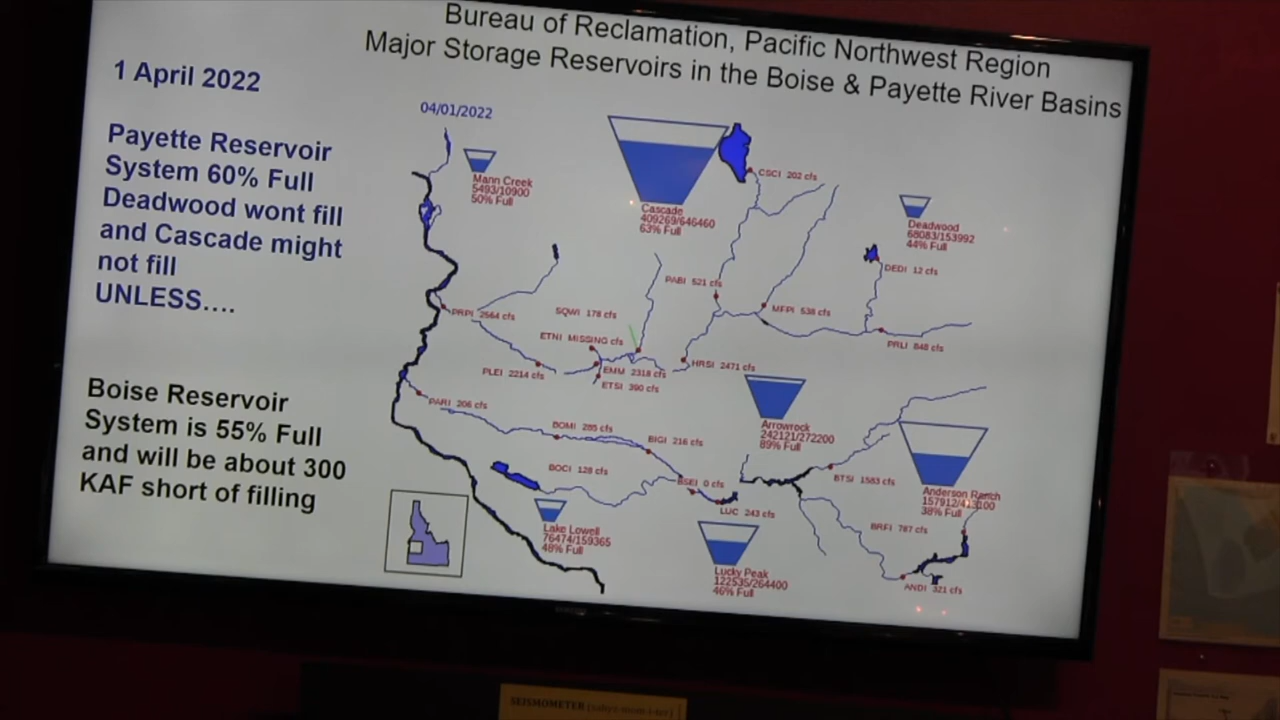 Bureau of Reclamation, Pacific Northwest Region
Major Storage Reservoirs in the Boise & Payette River Basins
1 April 2022
Payette Reservoir
System 60% Full
Deadwood wont fill
and Cascade might
not fill
UNLESS....
Boise Reservoir
System is 55% Full
and will be about 300
KAF short of filling
04/01/2022
Mann Creek
5493/10900
50% Full
Cascade
409269/646460
63% Full
CSCI 202 cfs
Deadwood
68083/153992
44% Full
DEDI 12 cfs
PABI 521 cfs
MFPI 538 cfs
PRLI 848 cfs
PRPI 2564 cfs
SQWI 178 cfs
ETNI MISSING cfs
EMM 2318 cfs
ETSI 390 cfs
PLEI 2214 cfs
HRSI 2471 cfs
PARI 206 cfs
BOMI 285 cfs
BIGI 216 cfs
BOCI 128 cfs
BSEI 0 cfs
LUC 243 cfs
Arrowrock
242121/272200
89% Full
BTSI 1583 cfs
Anderson Ranch
157912/413100
38% Full
BRFI 787 cfs
ANDI 321 cfs
Lake Lowell
76474/159365
48% Full
Lucky Peak
122535/264400
46% Full
SEISMOMETER